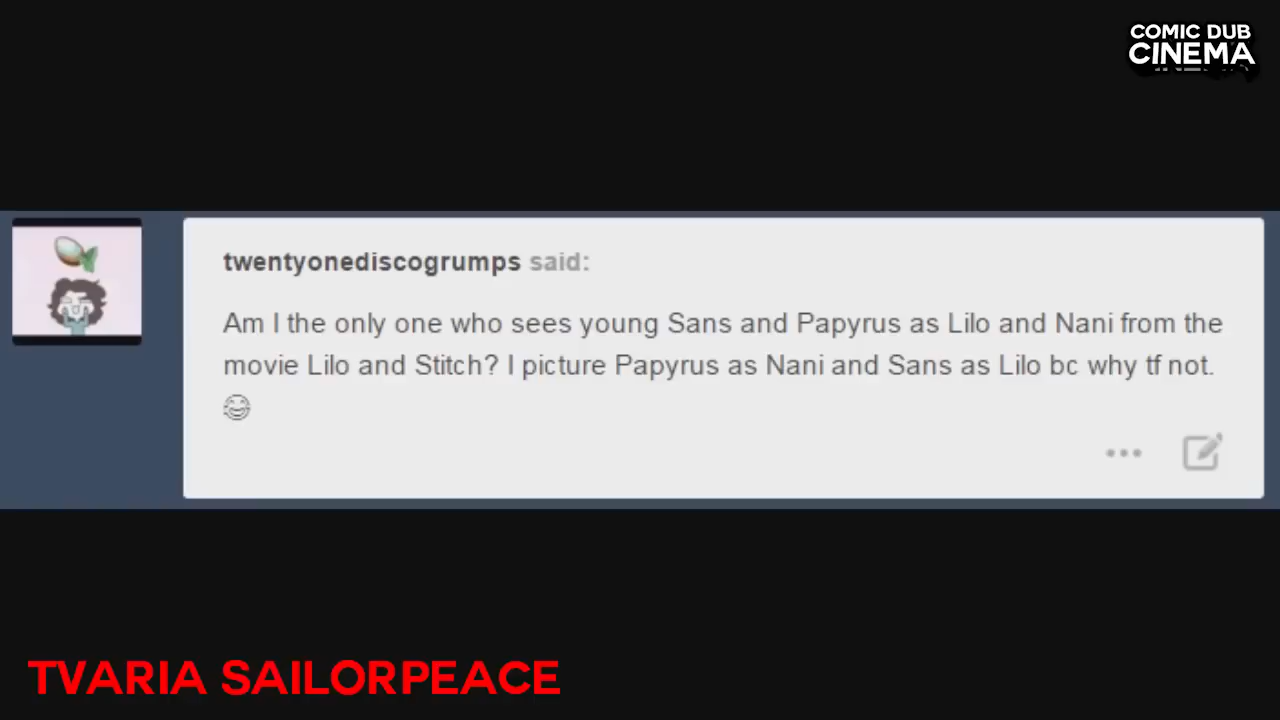 COMIC DUB
CINEMA
twentyonediscogrumps said:
Am I the only one who sees young Sans and Papyrus as Lilo and Nani from the
movie Lilo and Stitch? I picture Papyrus as Nani and Sans as Lilo bc why tf not.
😂
TVARIA SAILORPEACE